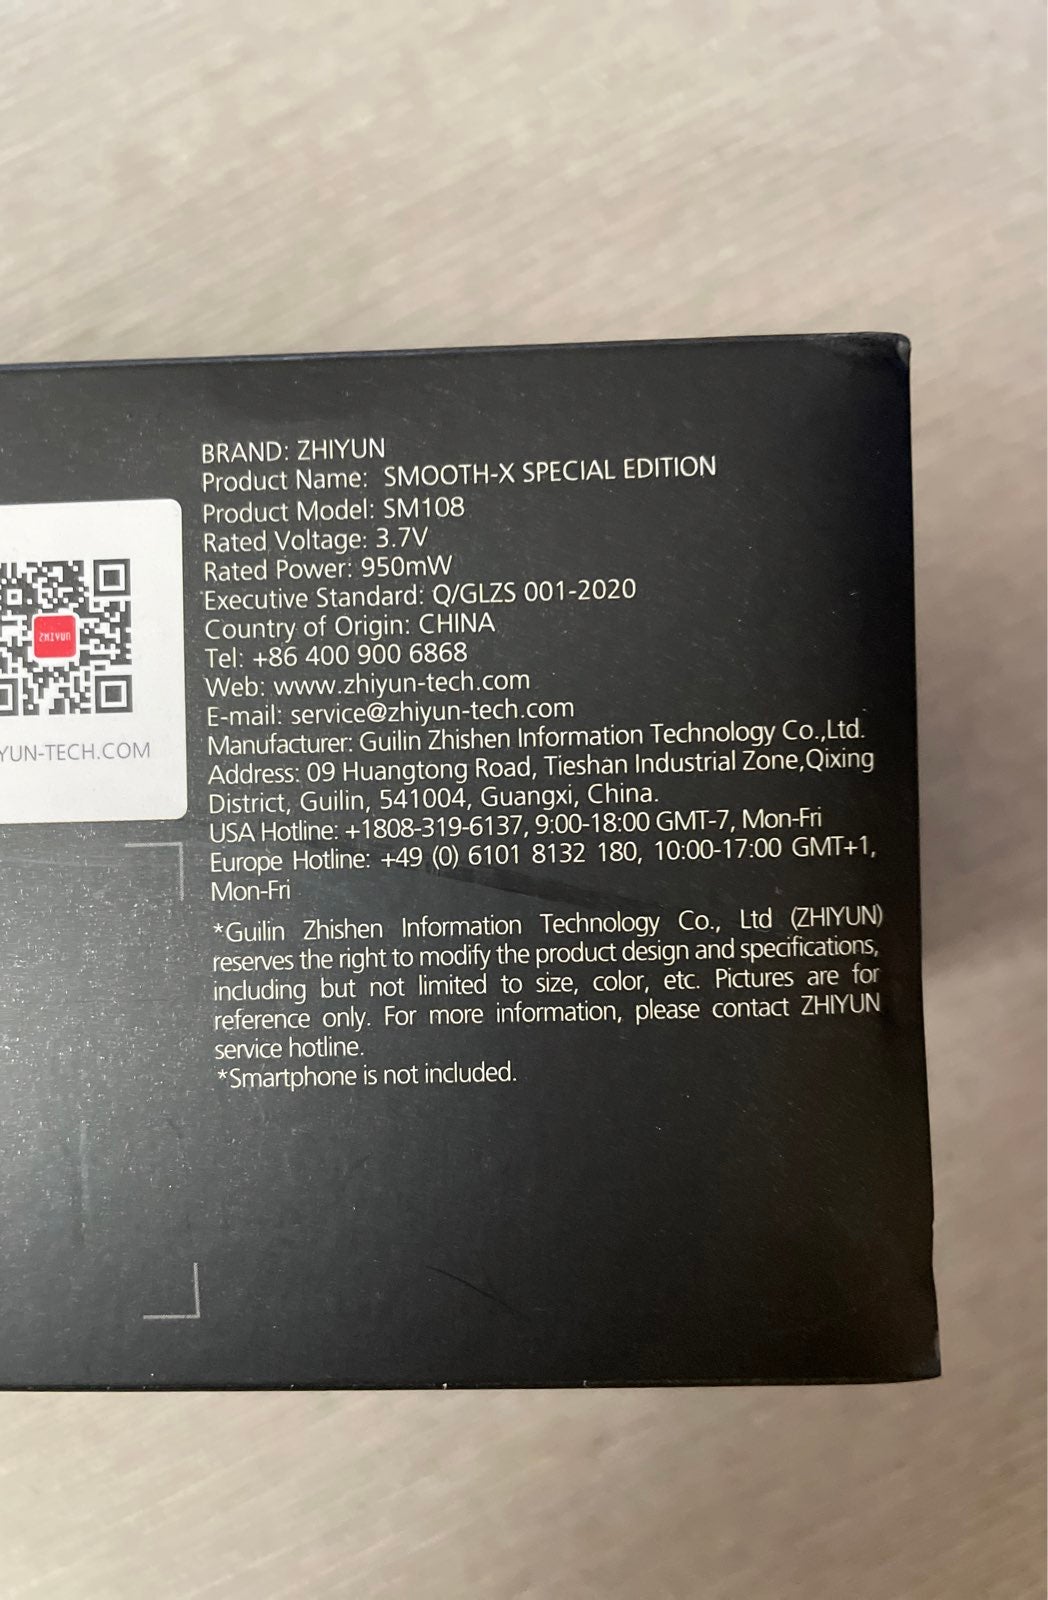 BRAND: ZHIYUN
Product Name: SMOOTH-X SPECIAL EDITION
Product Model: SM108
Rated Voltage: 3.7V
Rated Power: 950mW
Executive Standard: Q/GLZS 001-2020
Country of Origin: CHINA
Tel: +86 400 900 6868
Web: www.zhiyun-tech.com
E-mail: service@zhiyun-tech.com
Manufacturer: Guilin Zhishen Information Technology Co.,Ltd.
Address: 09 Huangtong Road, Tieshan Industrial Zone,Qixing
District, Guilin, 541004, Guangxi, China.
USA Hotline: +1808-319-6137, 9:00-18:00 GMT-7, Mon-Fri
Europe Hotline: +49 (0) 6101 8132 180, 10:00-17:00 GMT+1,
Mon-Fri
*Guilin Zhishen Information Technology Co., Ltd (ZHIYUN)
reserves the right to modify the product design and specifications,
including but not limited to size, color, etc. Pictures are for
reference only. For more information, please contact ZHIYUN
service hotline.
*Smartphone is not included.
ZHIYUN
YUN-TECH.COM